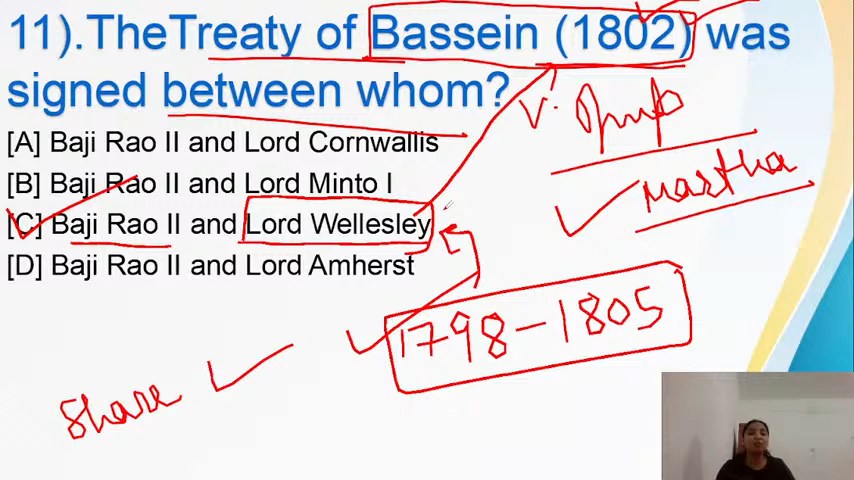 11).TheTreaty of Bassein (1802) was
signed between whom?
V. Imp
[A] Baji Rao II and Lord Cornwallis
[B] Baji Rao II and Lord Minto I
Martha
[C] Baji Rao II and Lord Wellesley
[D] Baji Rao II and Lord Amherst
1798-1805
Share